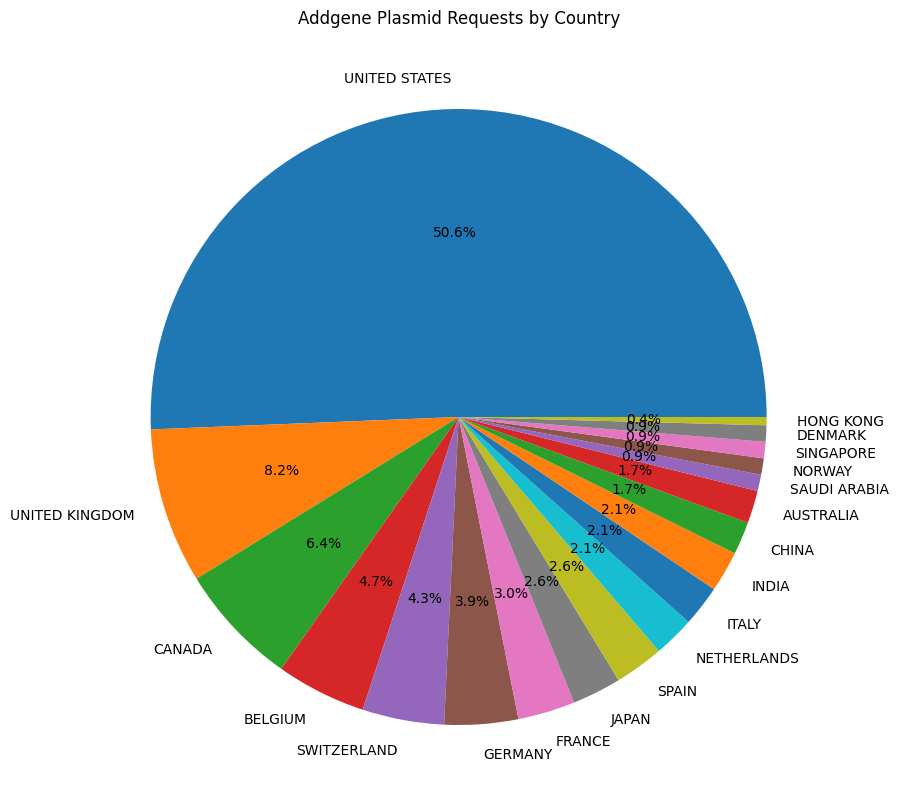 Addgene Plasmid Requests by Country
UNITED STATES
50.6%
UNITED KINGDOM
8.2%
CANADA
6.4%
BELGIUM
4.7%
SWITZERLAND
4.3%
GERMANY
3.9%
FRANCE
3.0%
JAPAN
2.6%
SPAIN
2.6%
NETHERLANDS
2.1%
ITALY
2.1%
INDIA
2.1%
CHINA
1.7%
AUSTRALIA
1.7%
SAUDI ARABIA
0.9%
NORWAY
0.9%
SINGAPORE
0.9%
DENMARK
0.9%
HONG KONG
0.4%